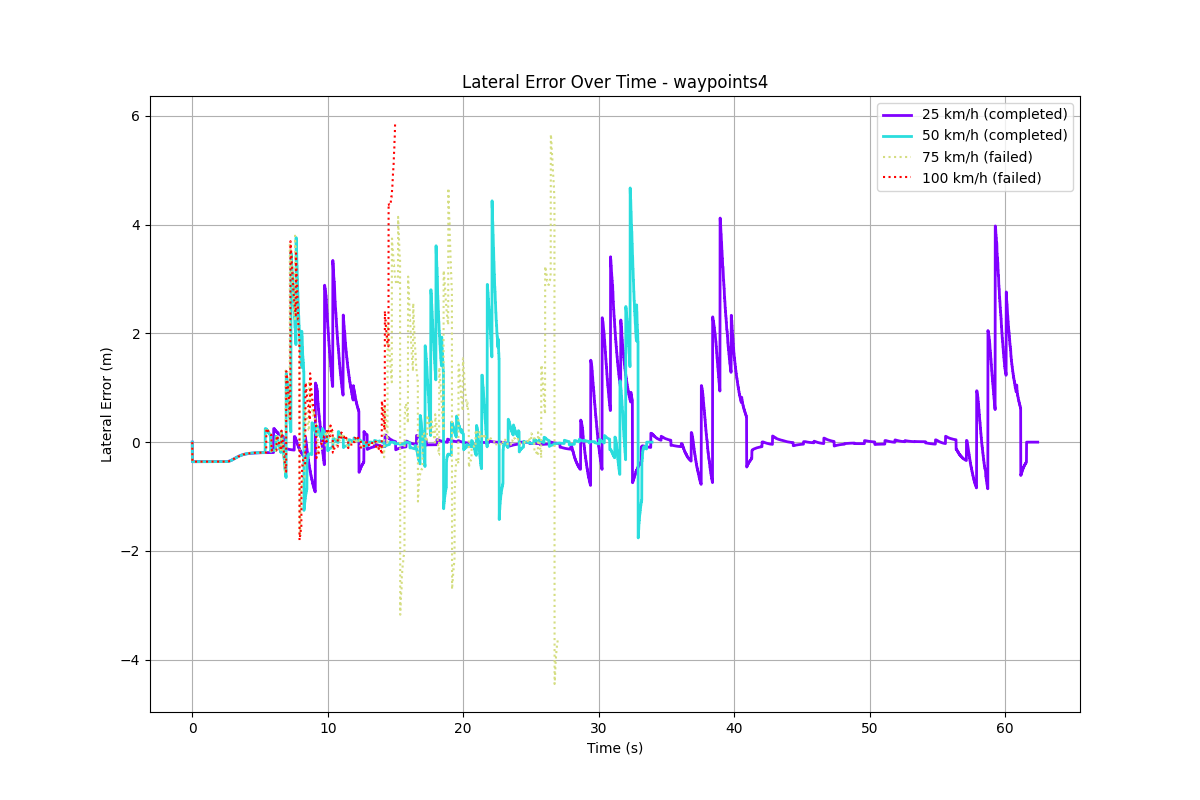 Lateral Error Over Time - waypoints4
25 km/h (completed)
50 km/h (completed)
75 km/h (failed)
100 km/h (failed)
Lateral Error (m)
6
4
2
0
−2
−4
0 10 20 30 40 50 60
Time (s)